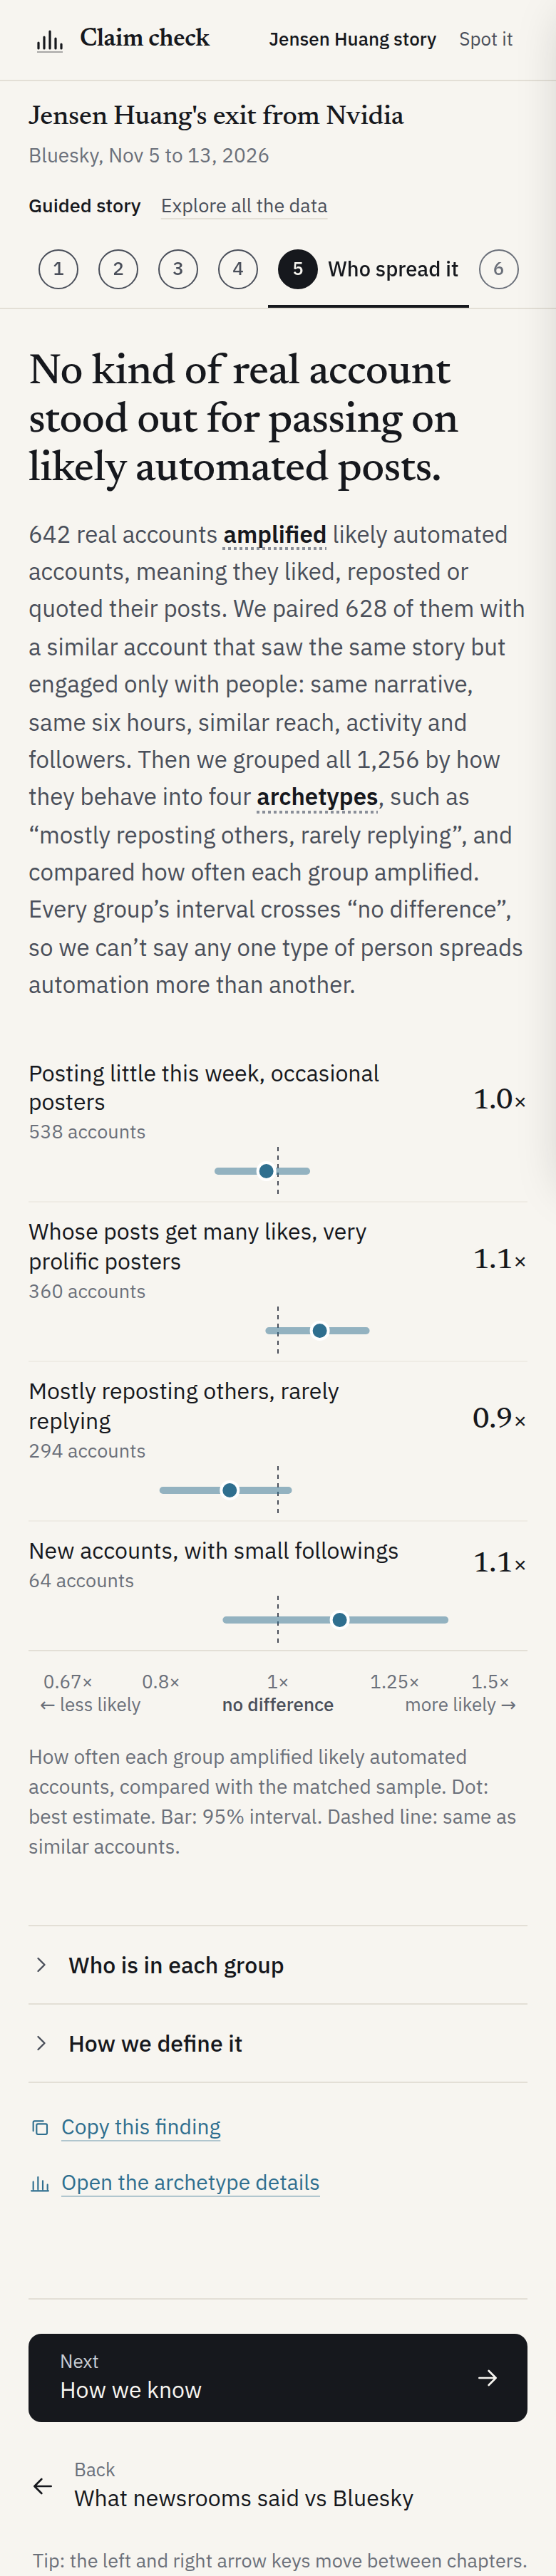 Claim check
Jensen Huang story
Spot it
Jensen Huang's exit from Nvidia
Bluesky, Nov 5 to 13, 2026
Guided story
Explore all the data
1
2
3
4
5
Who spread it
6
No kind of real account
stood out for passing on
likely automated posts.
642 real accounts amplified likely automated
accounts, meaning they liked, reposted or
quoted their posts. We paired 628 of them with
a similar account that saw the same story but
engaged only with people: same narrative,
same six hours, similar reach, activity and
followers. Then we grouped all 1,256 by how
they behave into four archetypes, such as
“mostly reposting others, rarely replying”, and
compared how often each group amplified.
Every group’s interval crosses “no difference”,
so we can’t say any one type of person spreads
automation more than another.
Posting little this week, occasional
posters
1.0×
538 accounts
Whose posts get many likes, very
prolific posters
1.1×
360 accounts
Mostly reposting others, rarely
replying
0.9×
294 accounts
New accounts, with small followings
1.1×
64 accounts
0.67× 0.8× 1× 1.25× 1.5×
← less likely no difference more likely →
How often each group amplified likely automated
accounts, compared with the matched sample. Dot:
best estimate. Bar: 95% interval. Dashed line: same as
similar accounts.
Who is in each group
How we define it
Copy this finding
Open the archetype details
Next
How we know
→
Back
←
What newsrooms said vs Bluesky
Tip: the left and right arrow keys move between chapters.